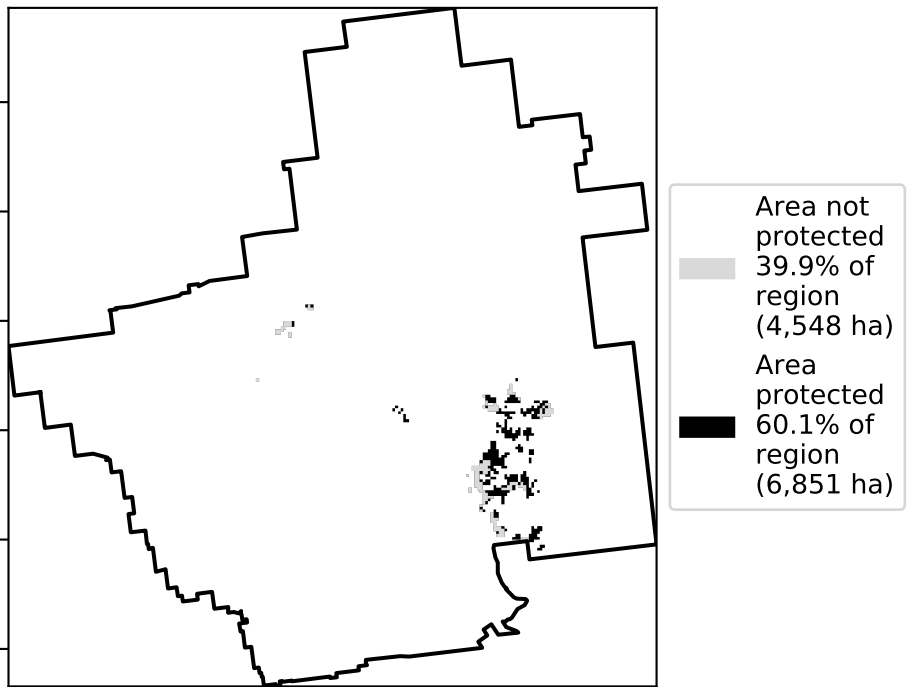 Area not
protected
39.9% of
region
(4,548 ha)
Area
protected
60.1% of
region
(6,851 ha)